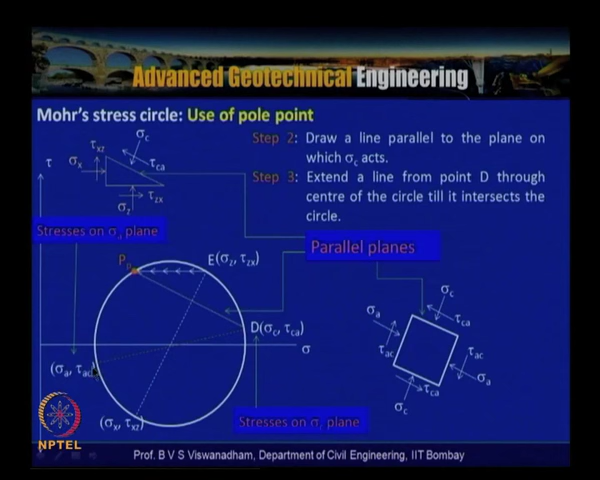 Advanced Geotechnical Engineering
Mohr's stress circle: Use of pole point
Step 2: Draw a line parallel to the plane on
which σc acts.
Step 3: Extend a line from point D through
centre of the circle till it intersects the
circle.
σc
τxz
τ
σx
τca
τzx
σz
Stresses on σa plane
Parallel planes
Pp
E(σz, τzx)
D(σc, τca)
σ
(σa, τac)
(σx, τxz)
Stresses on σc plane
σc
σa
τca
τac
τac
σa
τca
σc
NPTEL
Prof. B V S Viswanadham, Department of Civil Engineering, IIT Bombay